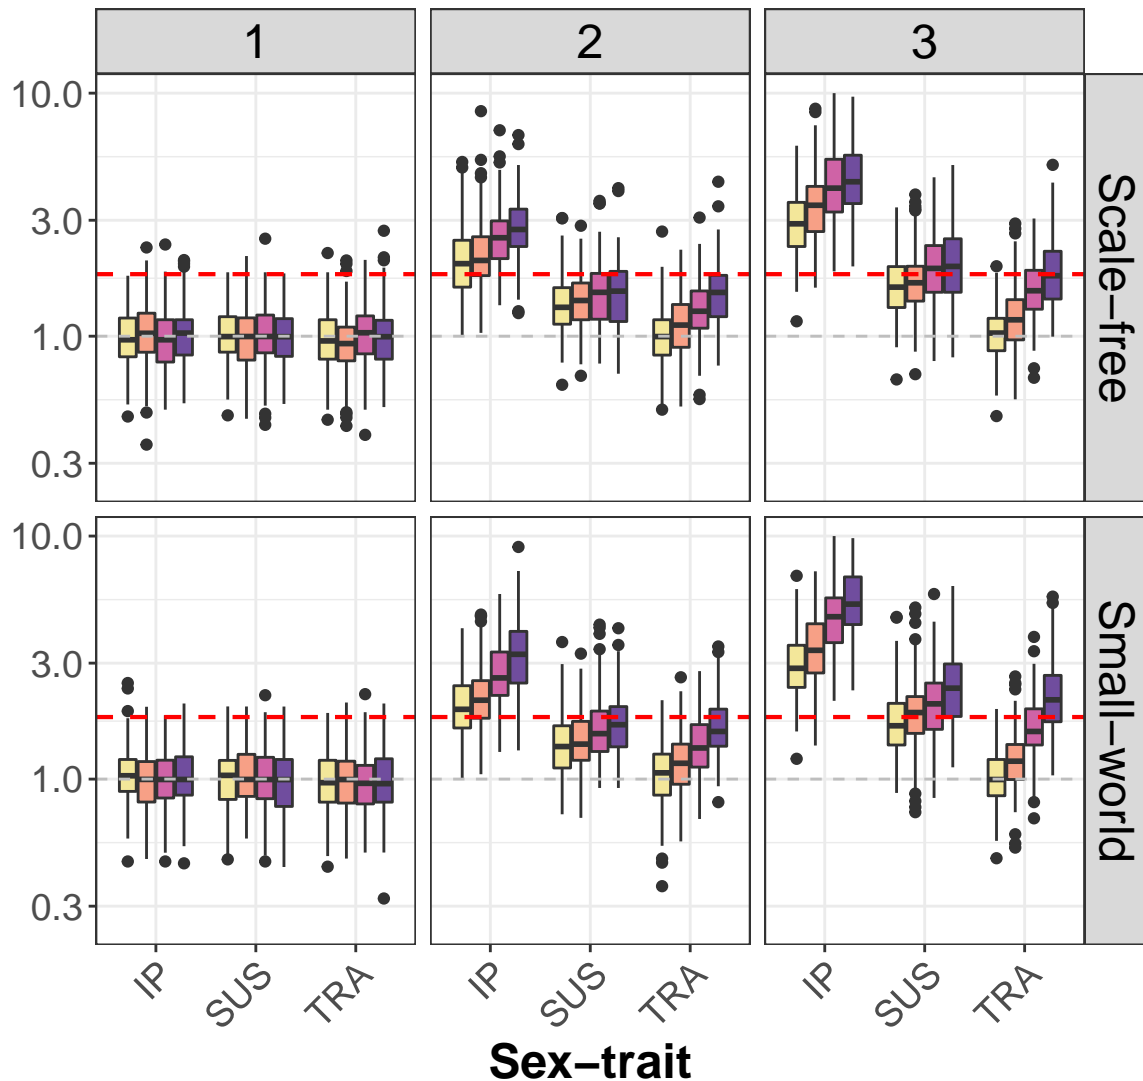 1 2 3
10.0
3.0
1.0
0.3
Scale−free
10.0
3.0
1.0
0.3
Small−world
IP SUS TRA IP SUS TRA IP SUS TRA
Sex−trait